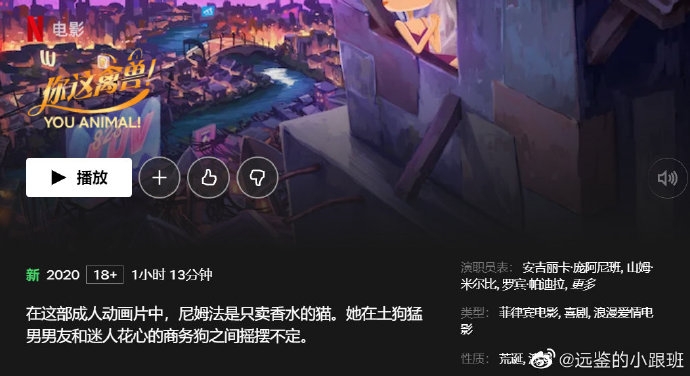 N 电影
你这禽兽!
YOU ANIMAL!
播放
新 2020 18+ 1小时 13分钟
在这部成人动画片中，尼姆法是只卖香水的猫。她在土狗猛
男男友和迷人花心的商务狗之间摇摆不定。
演职员表： 安吉丽卡·庞阿尼班, 山姆·
米尔比, 罗宾·帕迪拉, 更多
类型： 菲律宾电影, 喜剧, 浪漫爱情电
影
性质： 荒诞,
@远鉴的小跟班